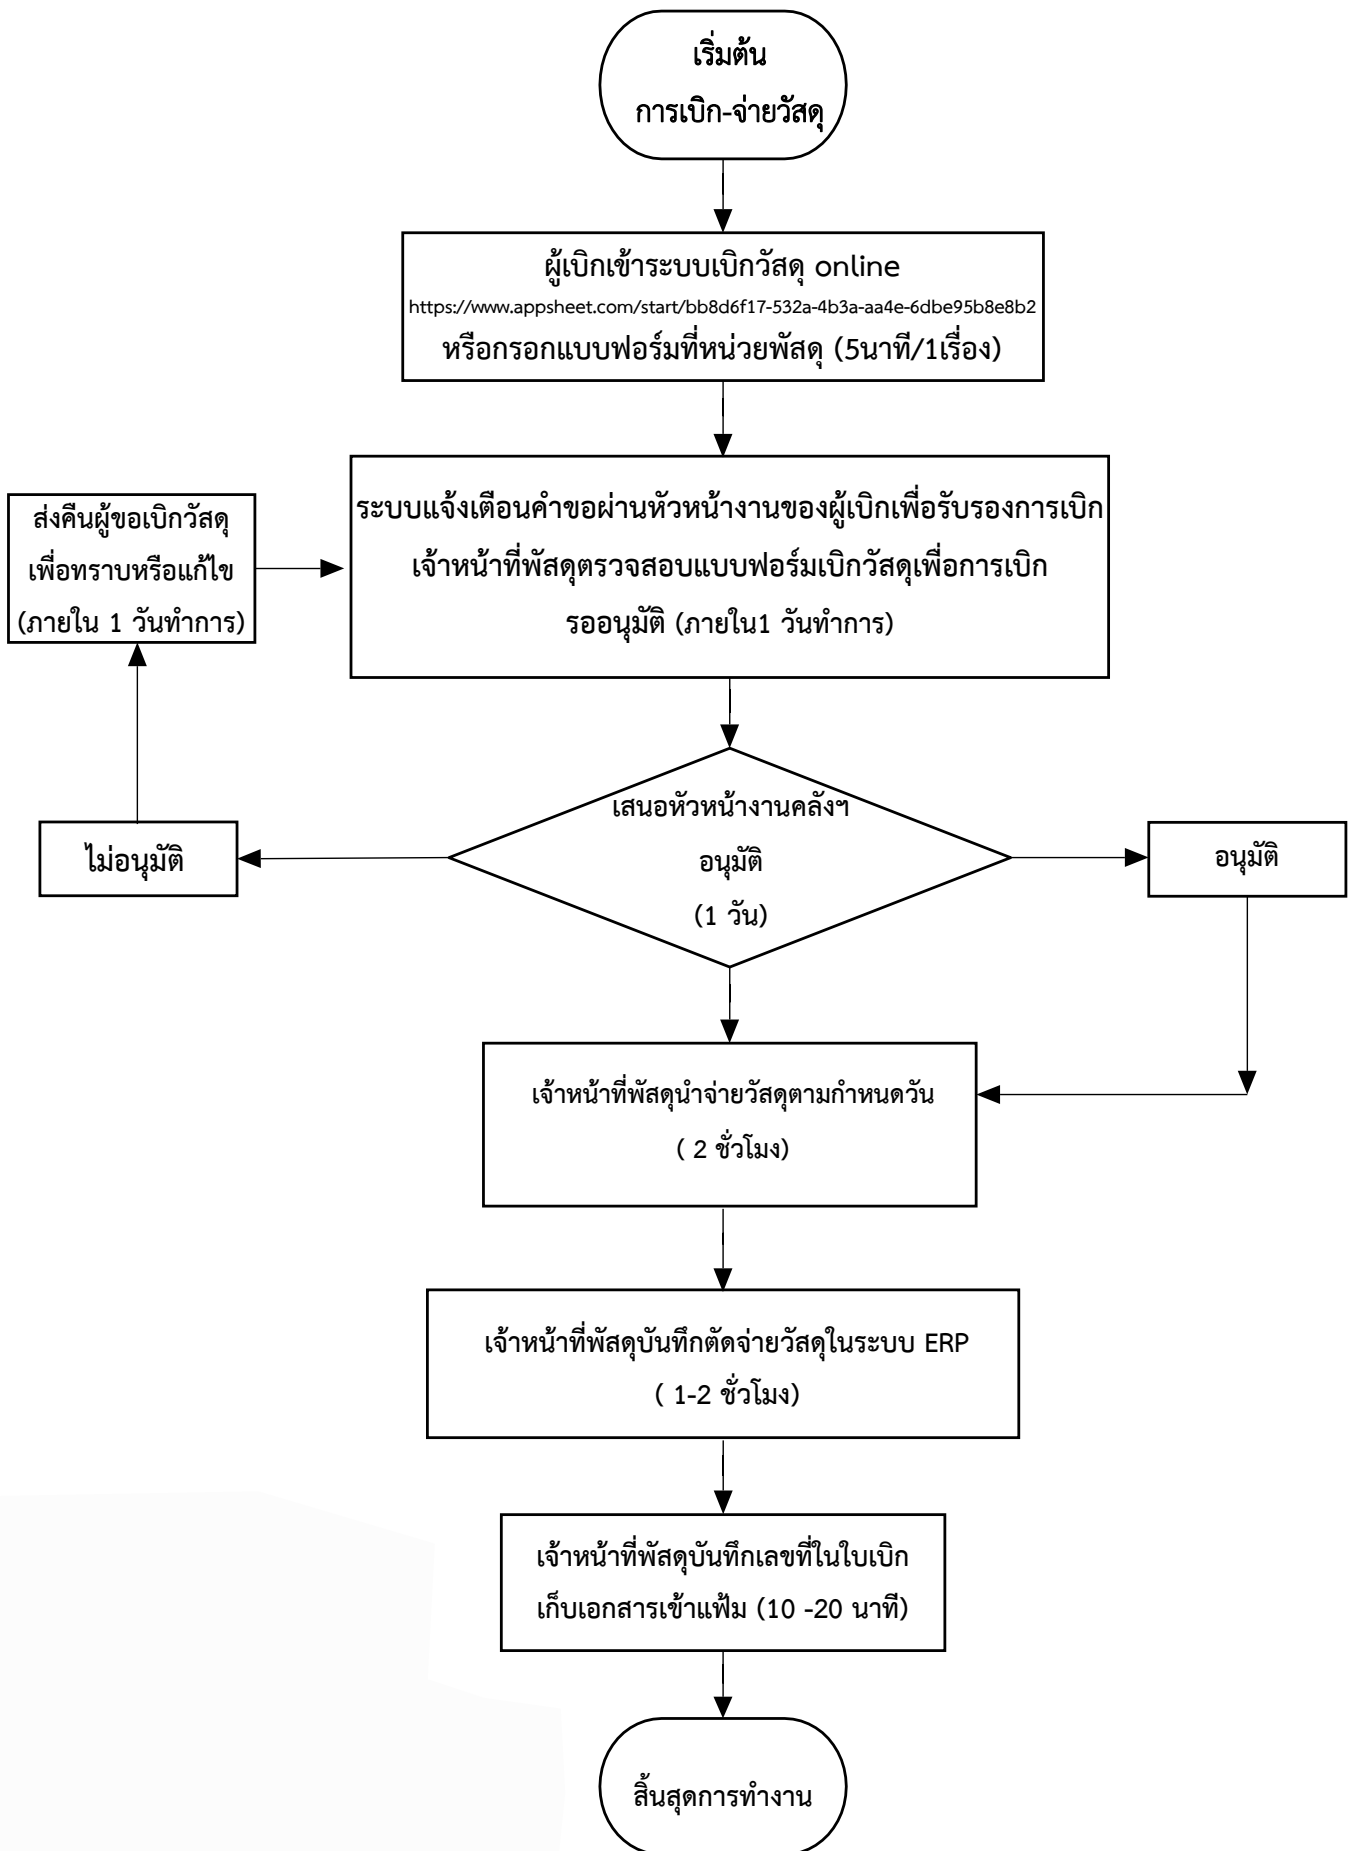 เริ่มต้น
การเบิก-จ่ายวัสดุ
ผู้เบิกเข้าระบบเบิกวัสดุ online
https://www.appsheet.com/start/bb8d6f17-532a-4b3a-aa4e-6dbe95b8e8b2
หรือกรอกแบบฟอร์มที่หน่วยพัสดุ (5นาที/1เรื่อง)
ส่งคืนผู้ขอเบิกวัสดุ
เพื่อทราบหรือแก้ไข
(ภายใน 1 วันทำการ)
ระบบแจ้งเตือนคำขอผ่านหัวหน้างานของผู้เบิกเพื่อรับรองการเบิก
เจ้าหน้าที่พัสดุตรวจสอบแบบฟอร์มเบิกวัสดุเพื่อการเบิก
รออนุมัติ (ภายใน1 วันทำการ)
เสนอหัวหน้างานคลังฯ
อนุมัติ
(1 วัน)
ไม่อนุมัติ
อนุมัติ
เจ้าหน้าที่พัสดุนำจ่ายวัสดุตามกำหนดวัน
( 2 ชั่วโมง)
เจ้าหน้าที่พัสดุบันทึกตัดจ่ายวัสดุในระบบ ERP
( 1-2 ชั่วโมง)
เจ้าหน้าที่พัสดุบันทึกเลขที่ในใบเบิก
เก็บเอกสารเข้าแฟ้ม (10 -20 นาที)
สิ้นสุดการทำงาน